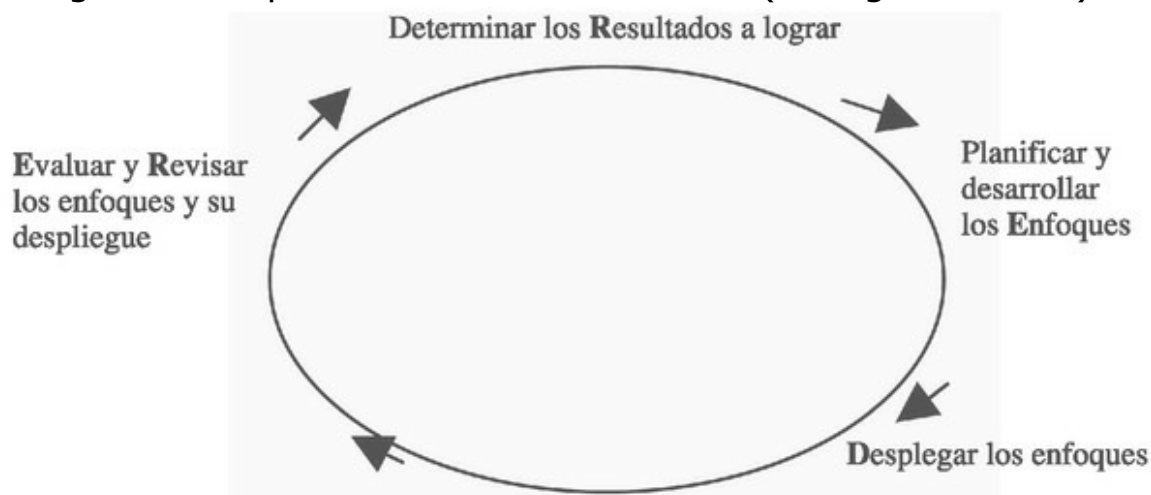 Determinar los Resultados a lograr
Evaluar y Revisar
los enfoques y su
despliegue
Planificar y
desarrollar
los Enfoques
Desplegar los enfoques